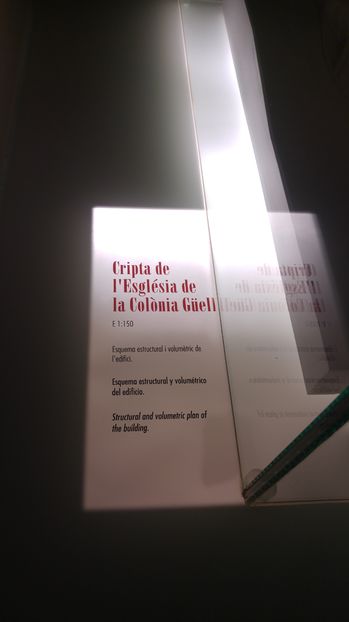 Cripta de
l'Església de
la Colònia Güell
E 1:150
Esquema estructural i volumètric de
l'edifici.
Esquema estructural y volumétrico
del edificio.
Structural and volumetric plan of
the building.